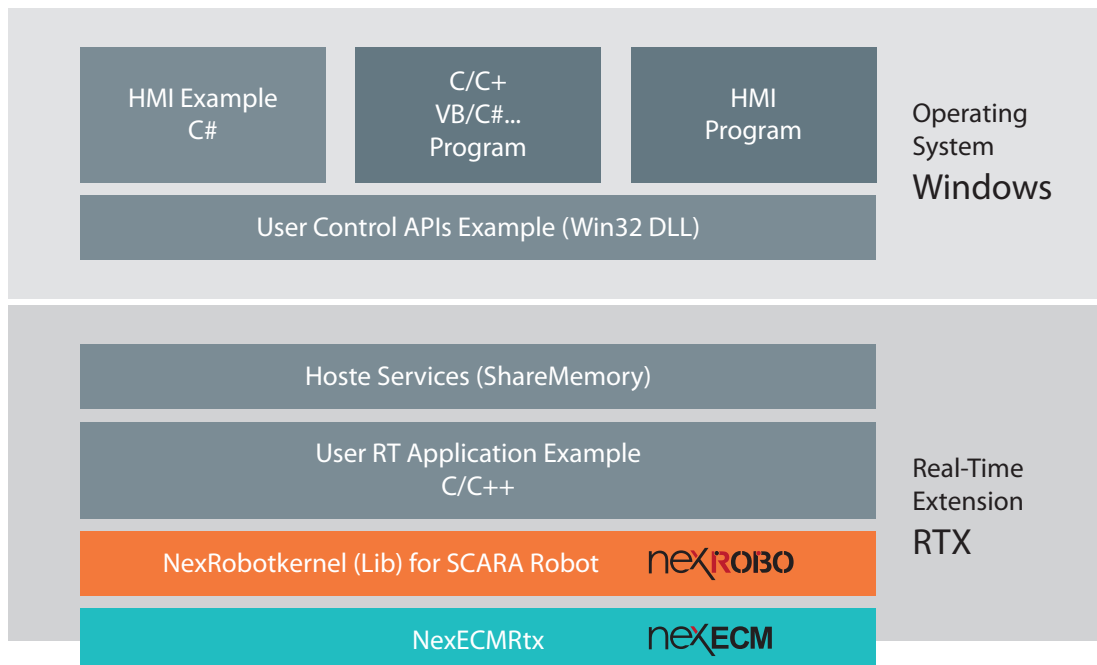 HMI Example
C#
C/C+
VB/C#...
Program
HMI
Program
Operating
System
Windows
User Control APIs Example (Win32 DLL)
Hoste Services (ShareMemory)
User RT Application Example
C/C++
Real-Time
Extension
RTX
NexRobotkernel (Lib) for SCARA Robot
nexROBO
NexECMRtx
nexECM